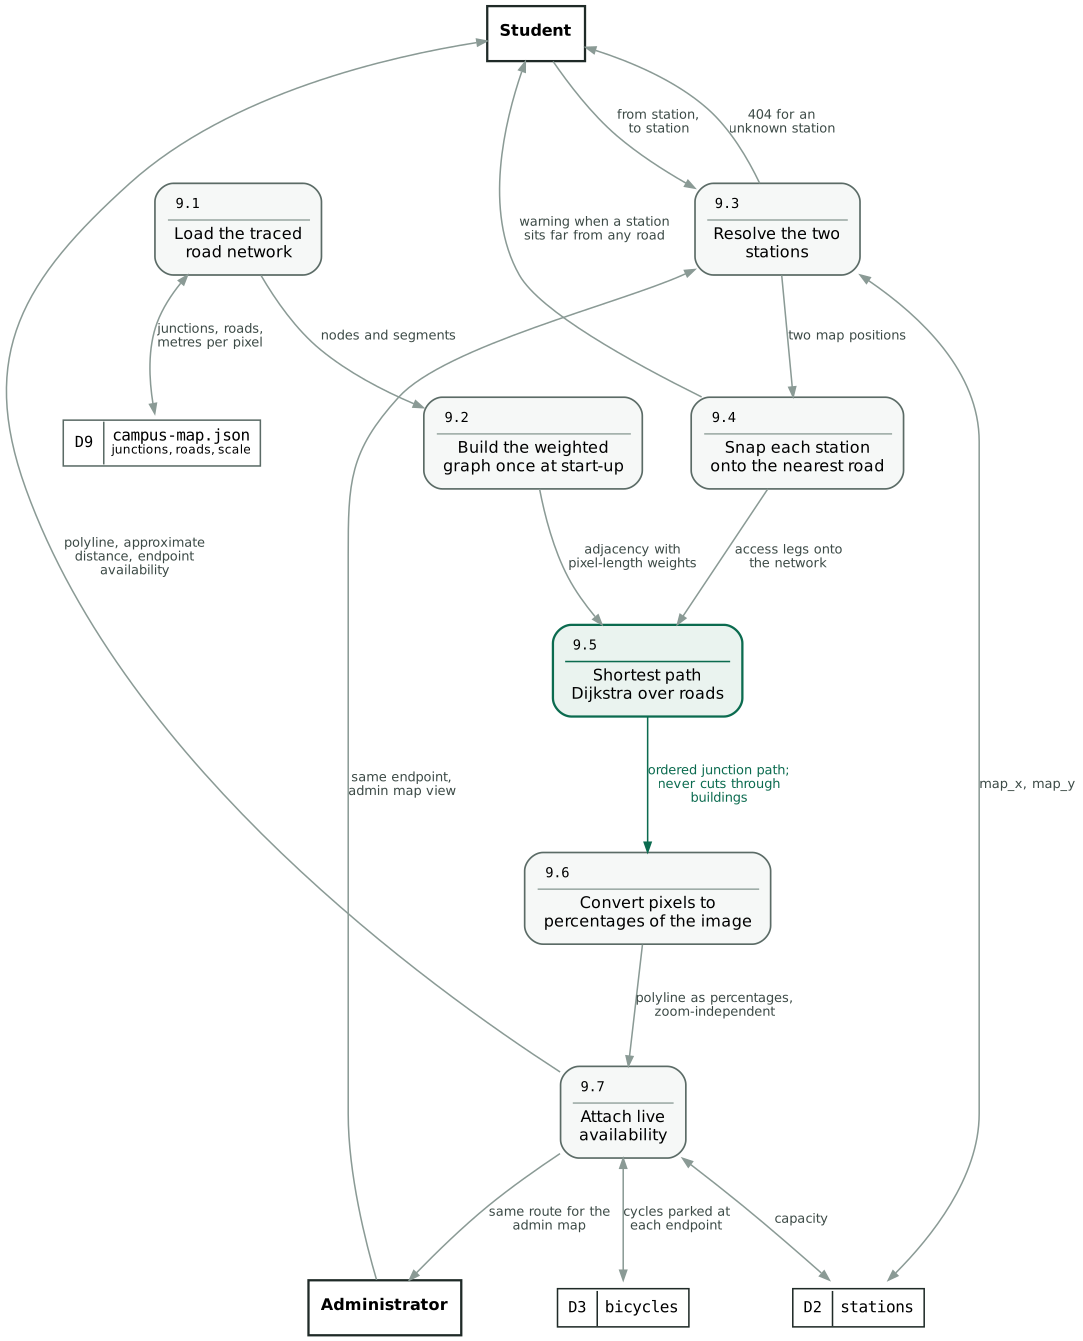 Student
from station,
to station
404 for an
unknown station
9.1
Load the traced
road network
warning when a station
sits far from any road
9.3
Resolve the two
stations
junctions, roads,
metres per pixel
nodes and segments
two map positions
D9
campus-map.json
junctions, roads, scale
9.2
Build the weighted
graph once at start-up
9.4
Snap each station
onto the nearest road
polyline, approximate
distance, endpoint
availability
adjacency with
pixel-length weights
access legs onto
the network
9.5
Shortest path
Dijkstra over roads
same endpoint,
admin map view
ordered junction path;
never cuts through
buildings
map_x, map_y
9.6
Convert pixels to
percentages of the image
polyline as percentages,
zoom-independent
9.7
Attach live
availability
same route for the
admin map
cycles parked at
each endpoint
capacity
Administrator
D3
bicycles
D2
stations